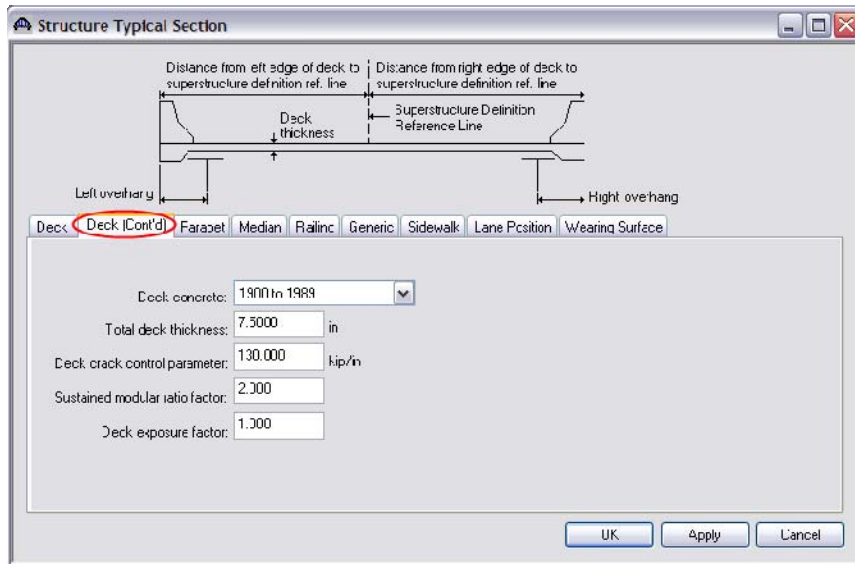 Structure Typical Section
Distance from left edge of deck to
superstructure definition ref. line
Distance from right edge of deck to
superstructure definition ref. line
Deck
thickness
Superstructure Definition
Reference Line
Left overhang
Right overhang
Deck
Deck (Cont'd)
Parapet
Median
Railing
Generic
Sidewalk
Lane Position
Wearing Surface
Deck concrete: 1900 to 1989
Total deck thickness: 7.5000 in
Deck crack control parameter: 130.000 kip/in
Sustained modular ratio factor: 2.000
Deck exposure factor: 1.000
OK
Apply
Cancel